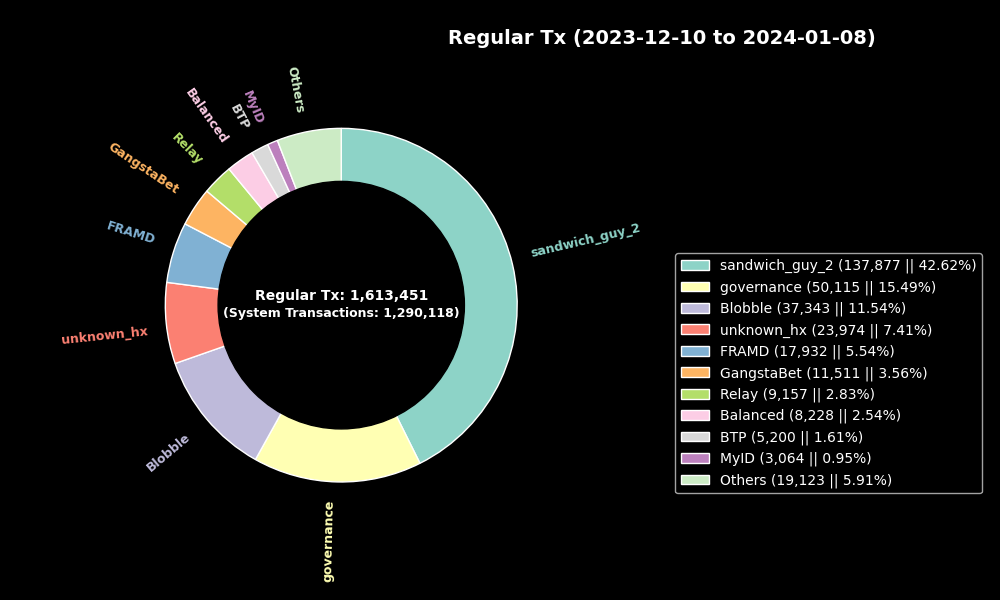 Regular Tx (2023-12-10 to 2024-01-08)
Others
MyID
BTP
Balanced
Relay
GangstaBet
FRAMD
unknown_hx
Blobble
governance
sandwich_guy_2
Regular Tx: 1,613,451
(System Transactions: 1,290,118)
sandwich_guy_2 (137,877 || 42.62%)
governance (50,115 || 15.49%)
Blobble (37,343 || 11.54%)
unknown_hx (23,974 || 7.41%)
FRAMD (17,932 || 5.54%)
GangstaBet (11,511 || 3.56%)
Relay (9,157 || 2.83%)
Balanced (8,228 || 2.54%)
BTP (5,200 || 1.61%)
MyID (3,064 || 0.95%)
Others (19,123 || 5.91%)